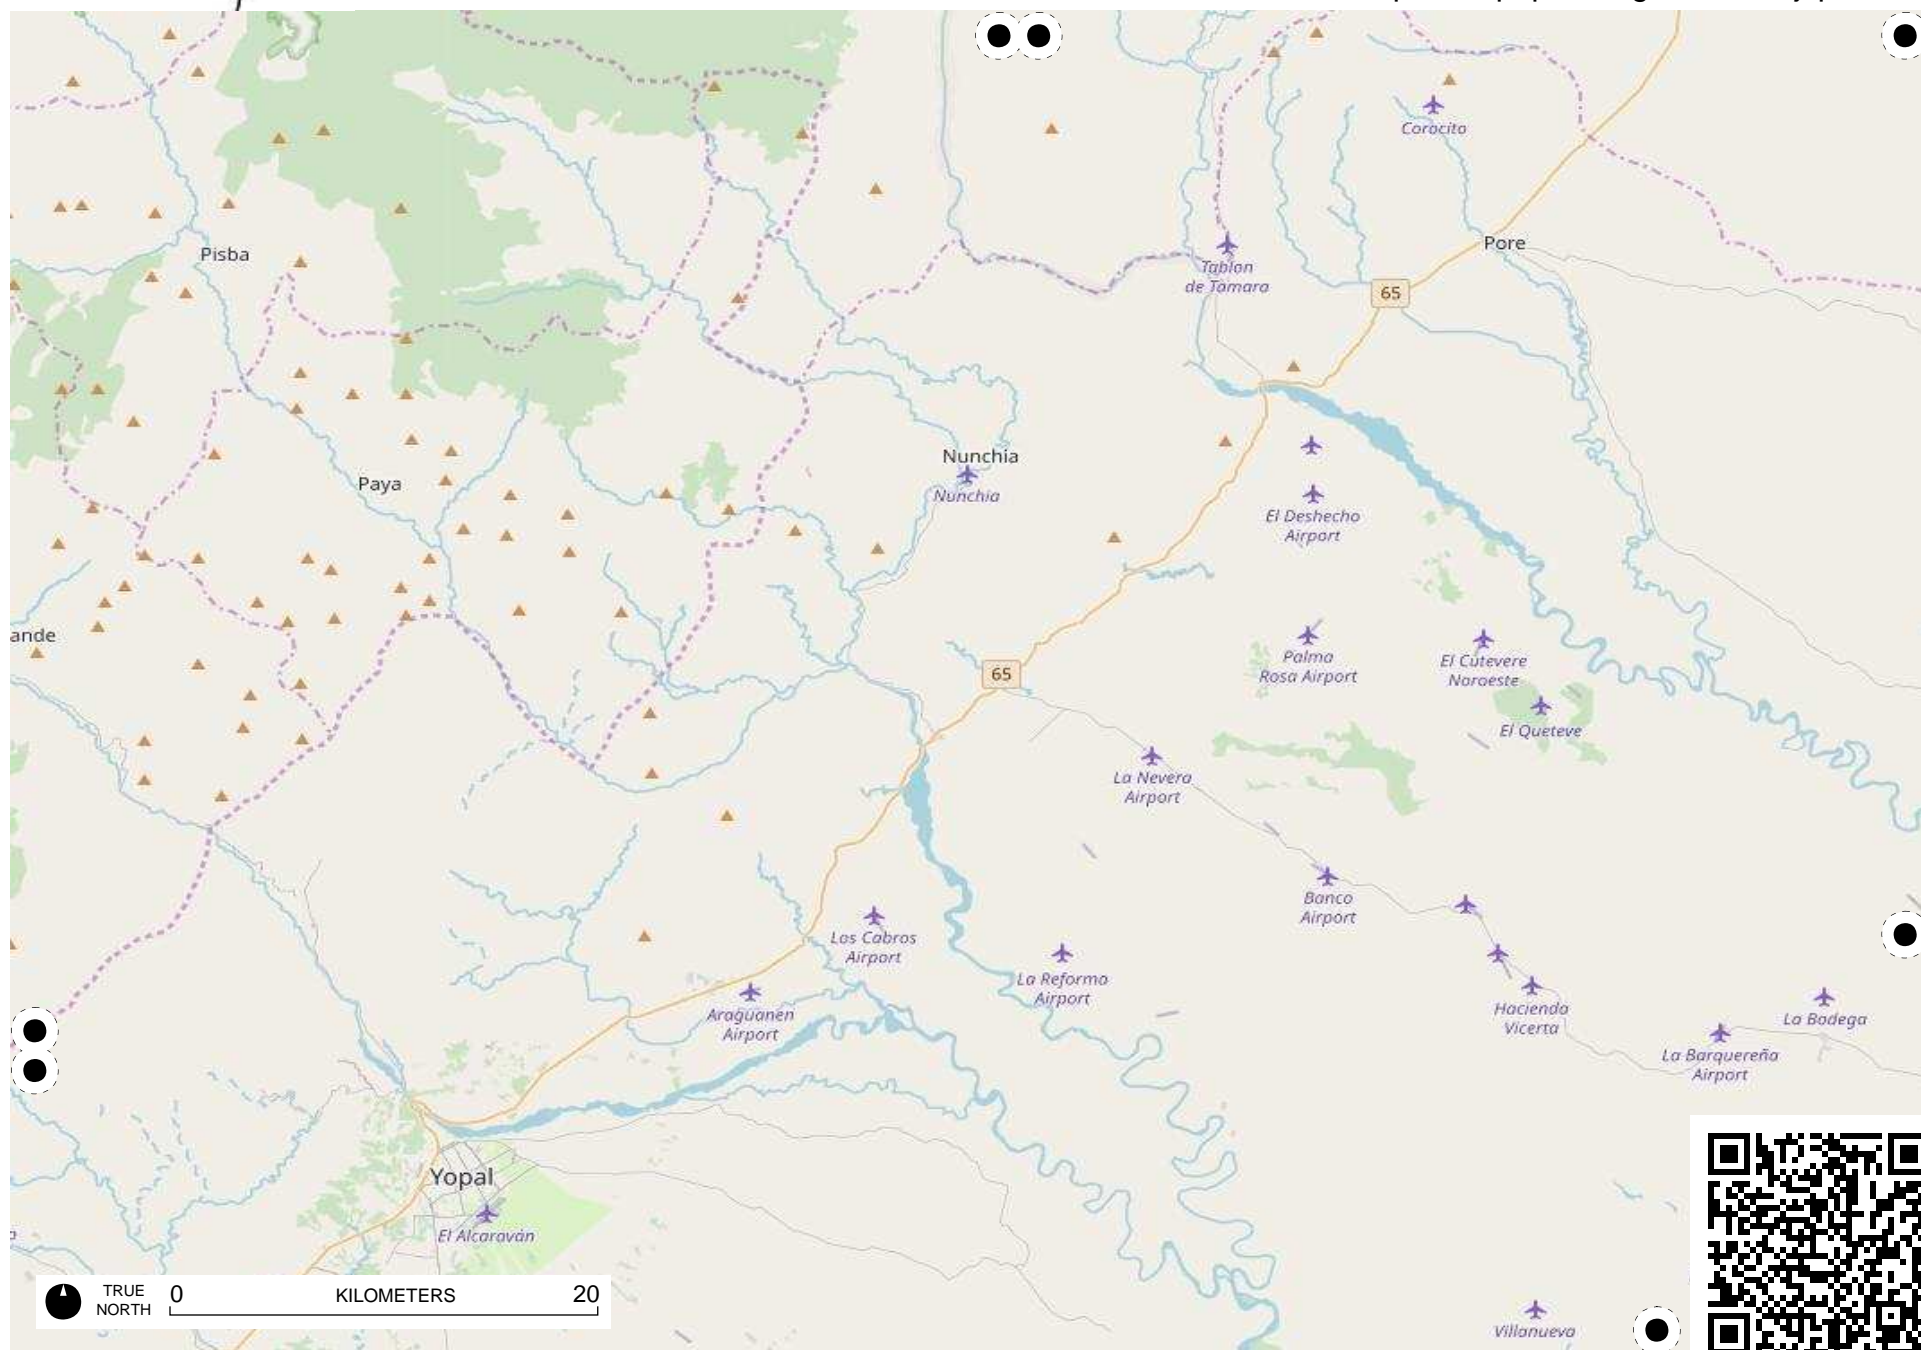 Corocito
Pore
Pisba
Tablon
de Tamara
65
Nunchía
Nunchia
Paya
El Deshecho
Airport
ande
Palma
Rosa Airport
El Cutevere
Noroeste
65
El Queteve
La Nevera
Airport
Banco
Airport
Los Cabros
Airport
La Reforma
Airport
Araguanén
Airport
Hacienda
Vicerta
La Bodega
La Barquereña
Airport
Yopal
El Alcaraván
TRUE
NORTH
0
KILOMETERS
20
Villanueva